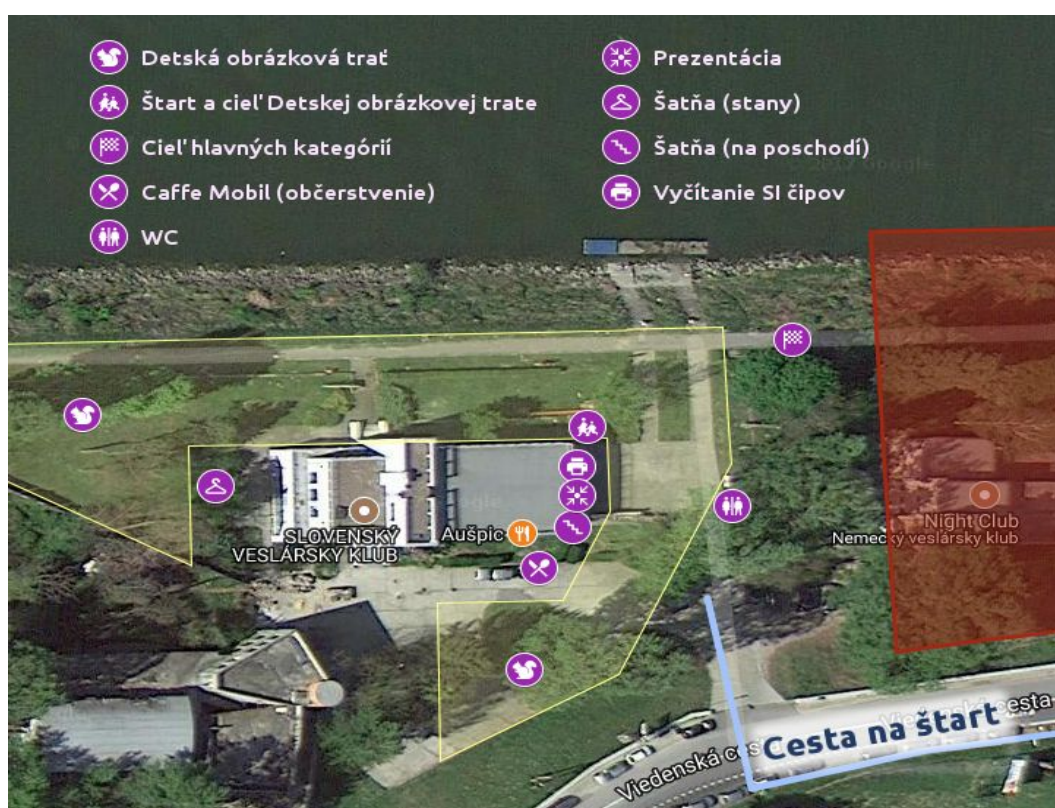 Detská obrázková trať
Štart a cieľ Detskej obrázkovej trate
Cieľ hlavných kategórií
Caffe Mobil (občerstvenie)
WC
Prezentácia
Šatňa (stany)
Šatňa (na poschodí)
Vyčítanie SI čipov
Aušpic
SLOVENSKÝ
VESLÁRSKY KLUB
Night Club
Nemecký veslársky klub
Viedenská cesta
Cesta na štart
Viedenská ces